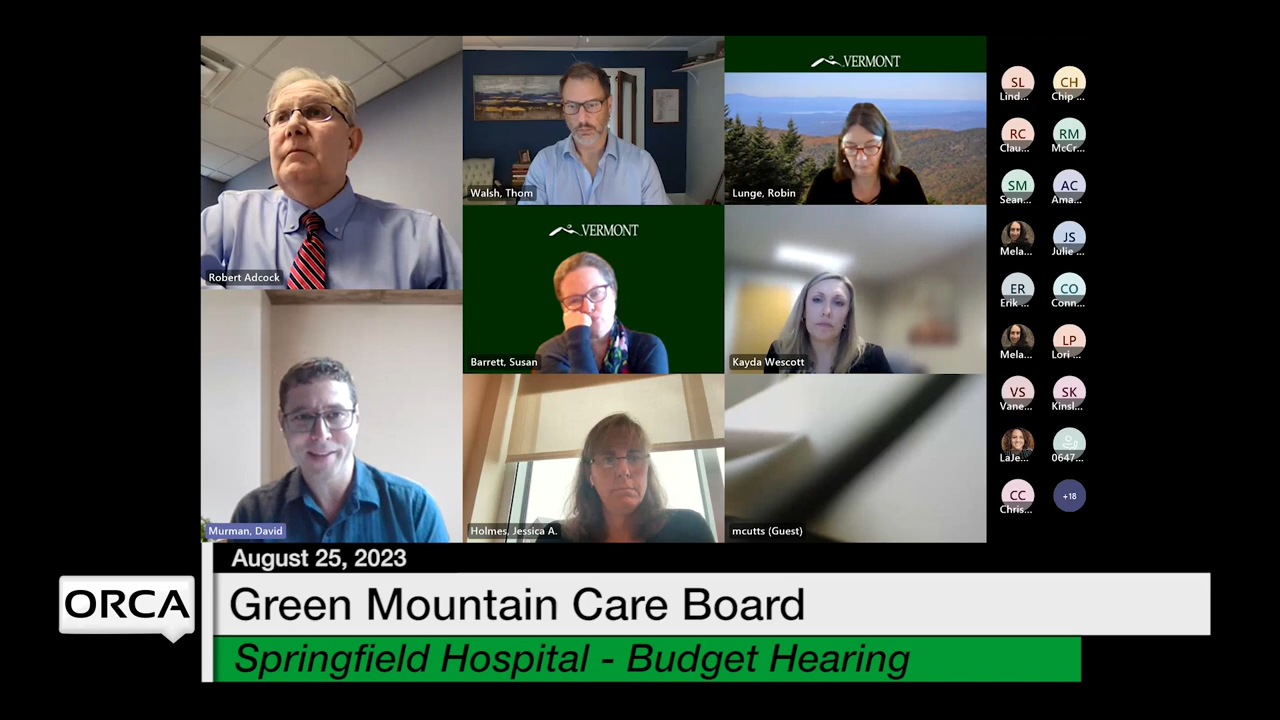 VERMONT
SL
CH
Lind...
Chip ...
RC
RM
Clau...
McCr...
Walsh, Thom
Lunge, Robin
SM
AC
Sean...
Ama...
VERMONT
JS
Mela...
Julie ...
Robert Adcock
ER
CO
Erik ...
Conn...
LP
Mela...
Lori ...
Barrett, Susan
Kayda Wescott
VS
SK
Vane...
Kinsl...
LaJe...
0647...
CC
+18
Chris...
Murman, David
Holmes, Jessica A.
mcutts (Guest)
August 25, 2023
ORCA
Green Mountain Care Board
Springfield Hospital - Budget Hearing